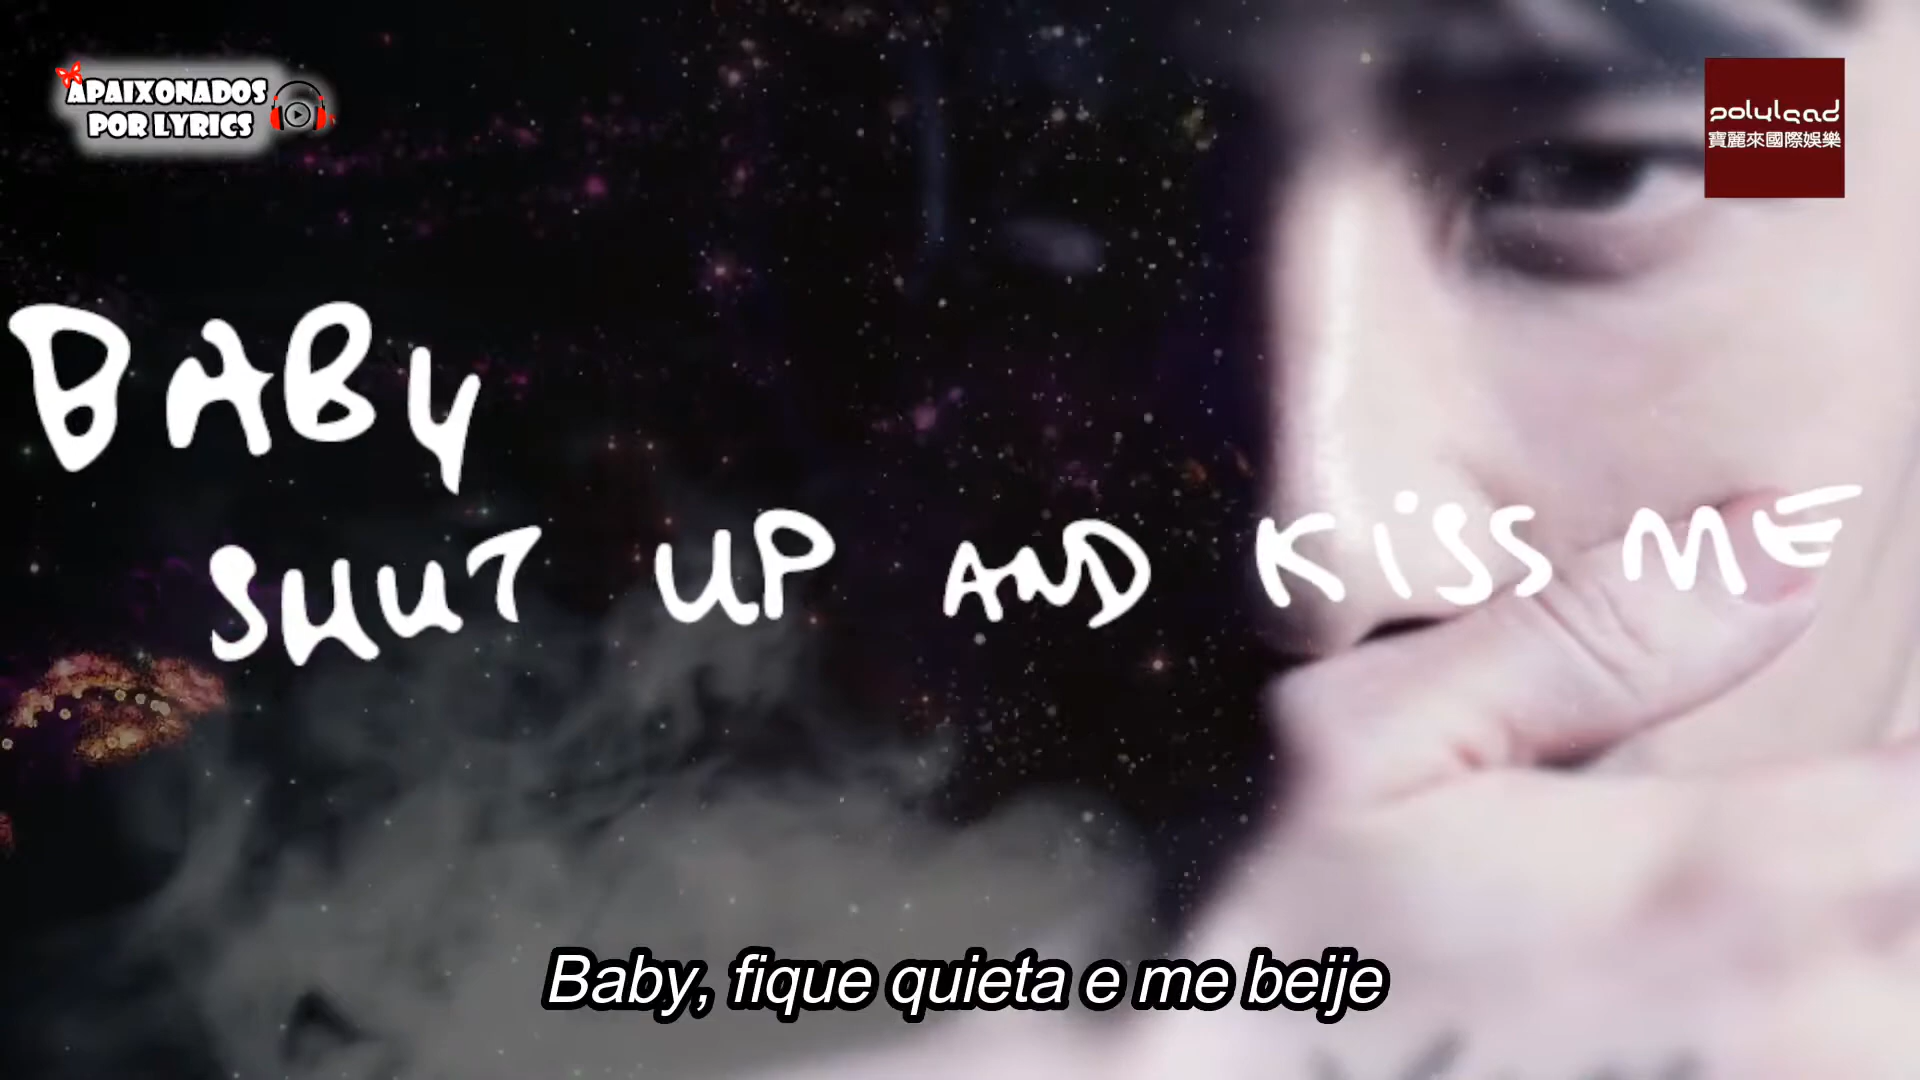 APAIXONADOS
POR LYRICS
polylead
寶麗來國際娛樂
BABY
SHUT UP AND KiSS ME
Baby, fique quieta e me beije